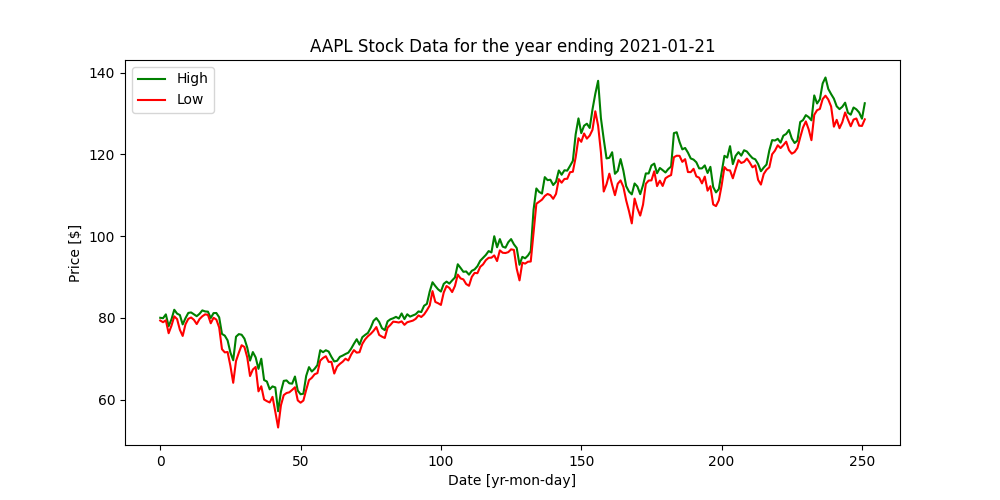 AAPL Stock Data for the year ending 2021-01-21
High
Low
Price [$]
140
120
100
80
60
0 50 100 150 200 250
Date [yr-mon-day]